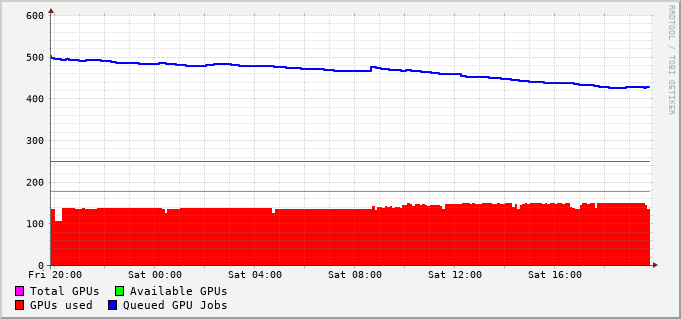 600
500
400
300
200
100
0
Fri 20:00 Sat 00:00 Sat 04:00 Sat 08:00 Sat 12:00 Sat 16:00
Total GPUs Available GPUs
GPUs used Queued GPU Jobs
RRDTOOL / TOBI OETIKER